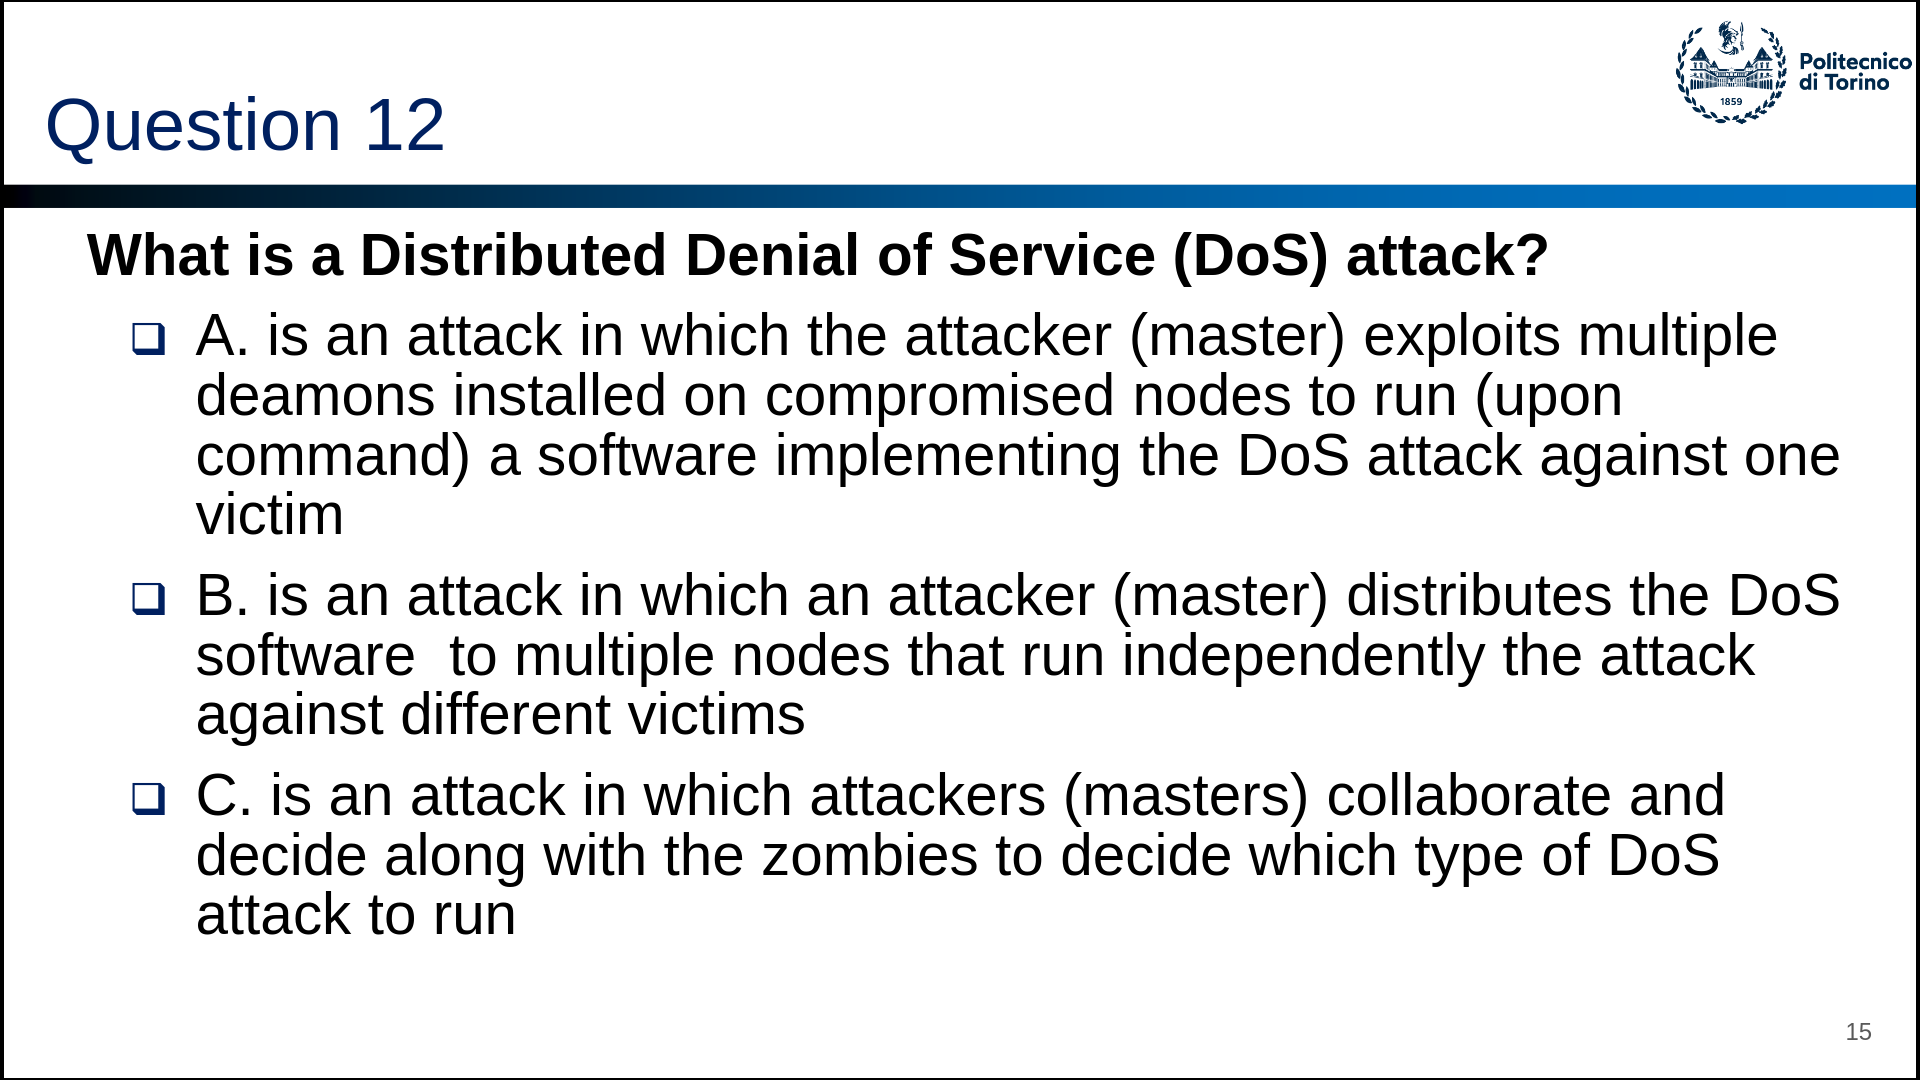 1859
Politecnico
di Torino
Question 12
What is a Distributed Denial of Service (DoS) attack?
❑ A. is an attack in which the attacker (master) exploits multiple
deamons installed on compromised nodes to run (upon
command) a software implementing the DoS attack against one
victim
❑ B. is an attack in which an attacker (master) distributes the DoS
software  to multiple nodes that run independently the attack
against different victims
❑ C. is an attack in which attackers (masters) collaborate and
decide along with the zombies to decide which type of DoS
attack to run
15